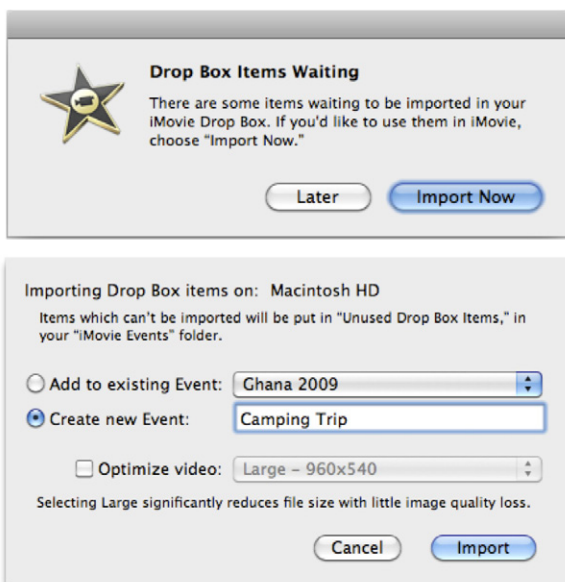 Drop Box Items Waiting
There are some items waiting to be imported in your
iMovie Drop Box. If you'd like to use them in iMovie,
choose “Import Now.”
Later Import Now
Importing Drop Box items on: Macintosh HD
Items which can't be imported will be put in “Unused Drop Box Items,” in
your “iMovie Events” folder.
Add to existing Event: Ghana 2009
Create new Event: Camping Trip
Optimize video: Large – 960x540
Selecting Large significantly reduces file size with little image quality loss.
Cancel Import